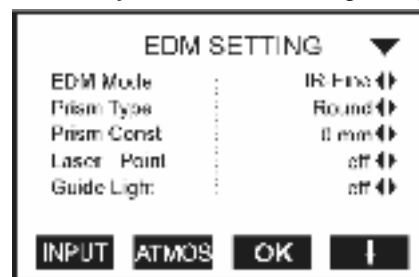 EDM SETTING
EDM Mode : IR-Fine
Prism Type : Round
Prism Const : 0 mm
Laser - Point : off
Guide Light : off
INPUT ATMOS OK